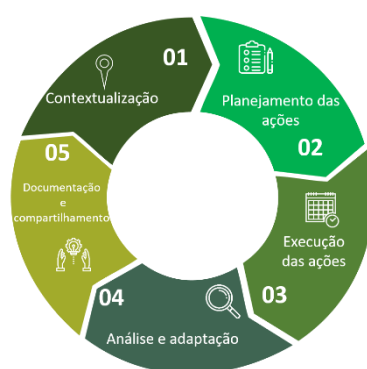 01
Contextualização
Planejamento das
ações
02
Execução
das ações
03
04
Análise e adaptação
05
Documentação
e
compartilhamento